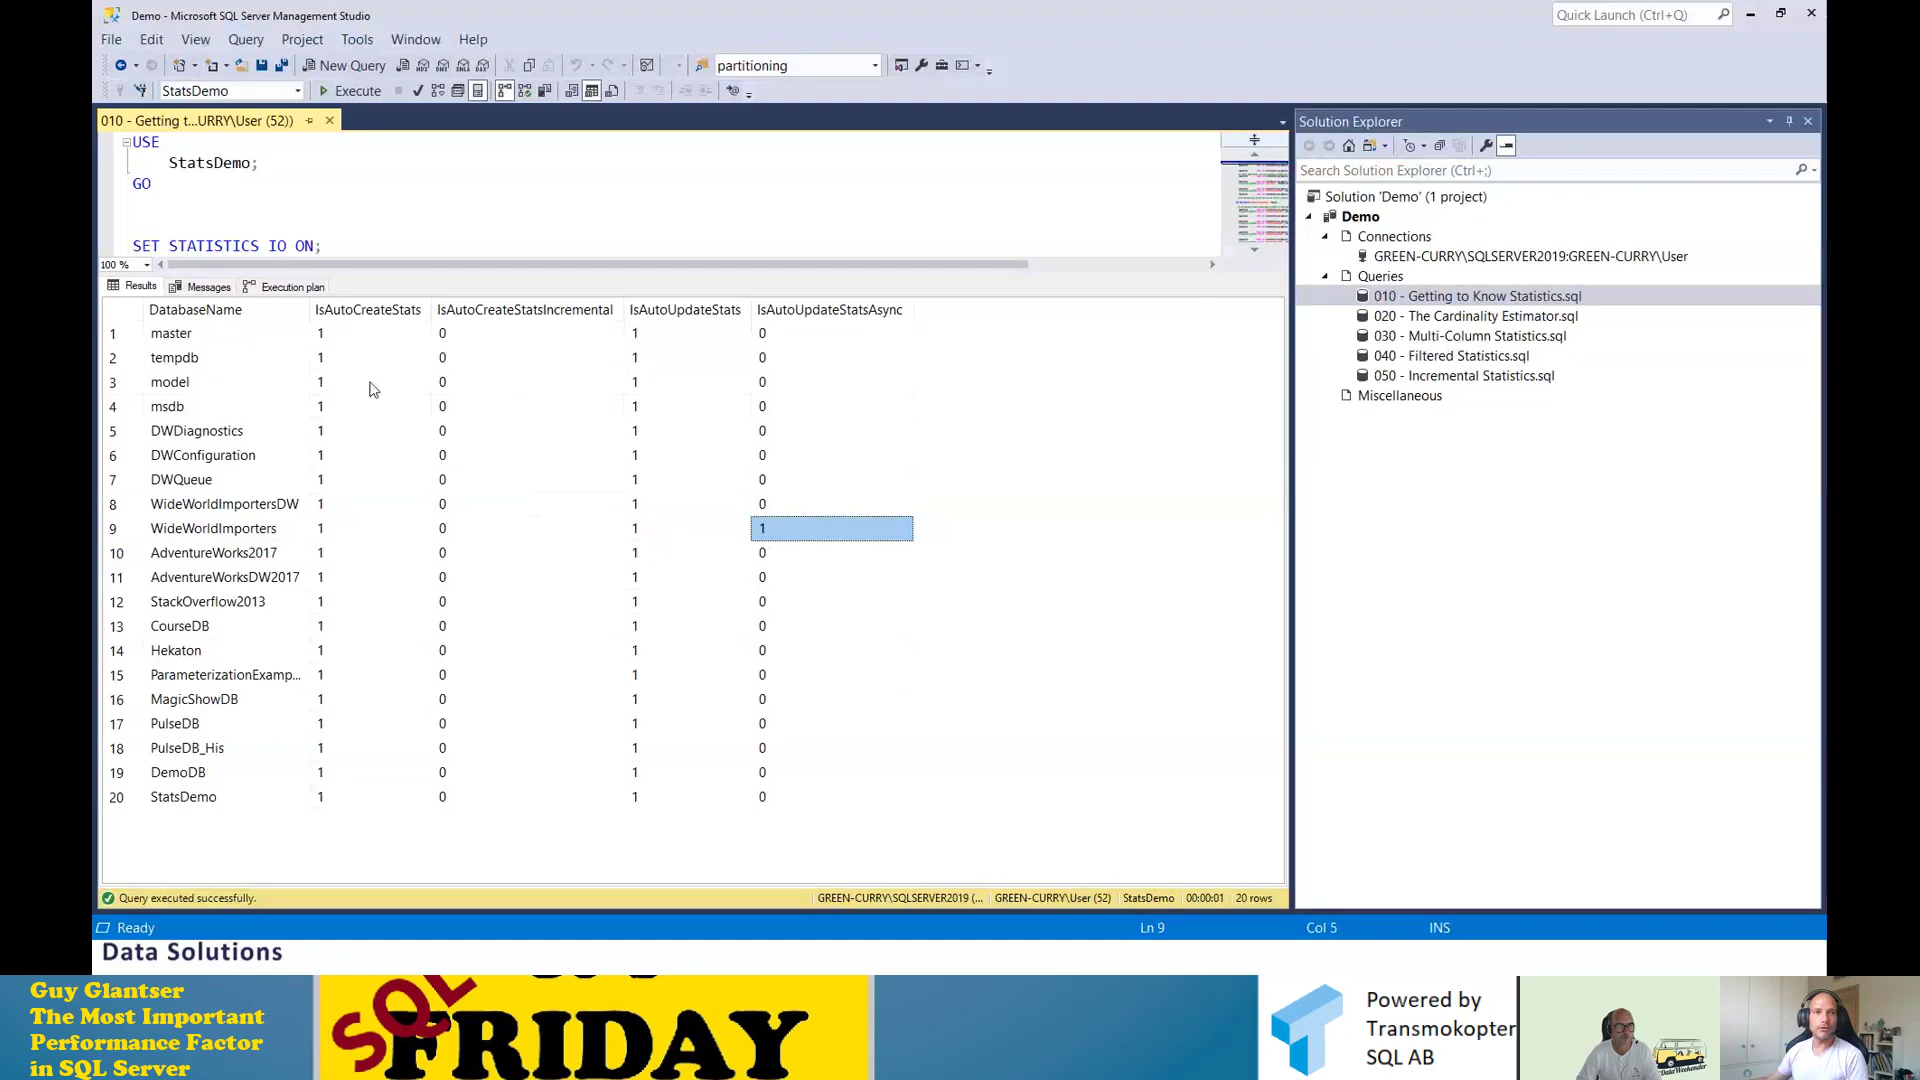 Demo - Microsoft SQL Server Management Studio
Quick Launch (Ctrl+Q)
File Edit View Query Project Tools Window Help
New Query
partitioning
StatsDemo
Execute
010 - Getting t...URRY\User (52))
USE
StatsDemo;
GO
SET STATISTICS IO ON;
100 %
Results Messages Execution plan
DatabaseName IsAutoCreateStats IsAutoCreateStatsIncremental IsAutoUpdateStats IsAutoUpdateStatsAsync
1 master 1 0 1 0
2 tempdb 1 0 1 0
3 model 1 0 1 0
4 msdb 1 0 1 0
5 DWDiagnostics 1 0 1 0
6 DWConfiguration 1 0 1 0
7 DWQueue 1 0 1 0
8 WideWorldImportersDW 1 0 1 0
9 WideWorldImporters 1 0 1 1
10 AdventureWorks2017 1 0 1 0
11 AdventureWorksDW2017 1 0 1 0
12 StackOverflow2013 1 0 1 0
13 CourseDB 1 0 1 0
14 Hekaton 1 0 1 0
15 ParameterizationExamp... 1 0 1 0
16 MagicShowDB 1 0 1 0
17 PulseDB 1 0 1 0
18 PulseDB_His 1 0 1 0
19 DemoDB 1 0 1 0
20 StatsDemo 1 0 1 0
Query executed successfully.
GREEN-CURRY\SQLSERVER2019 (... GREEN-CURRY\User (52) StatsDemo 00:00:01 20 rows
Solution Explorer
Search Solution Explorer (Ctrl+;)
Solution 'Demo' (1 project)
Demo
Connections
GREEN-CURRY\SQLSERVER2019:GREEN-CURRY\User
Queries
010 - Getting to Know Statistics.sql
020 - The Cardinality Estimator.sql
030 - Multi-Column Statistics.sql
040 - Filtered Statistics.sql
050 - Incremental Statistics.sql
Miscellaneous
Ready Ln 9 Col 5 INS
Data Solutions
Guy Glantser
The Most Important
Performance Factor
in SQL Server
SQL
FRIDAY
Powered by
Transmokopter
SQL AB